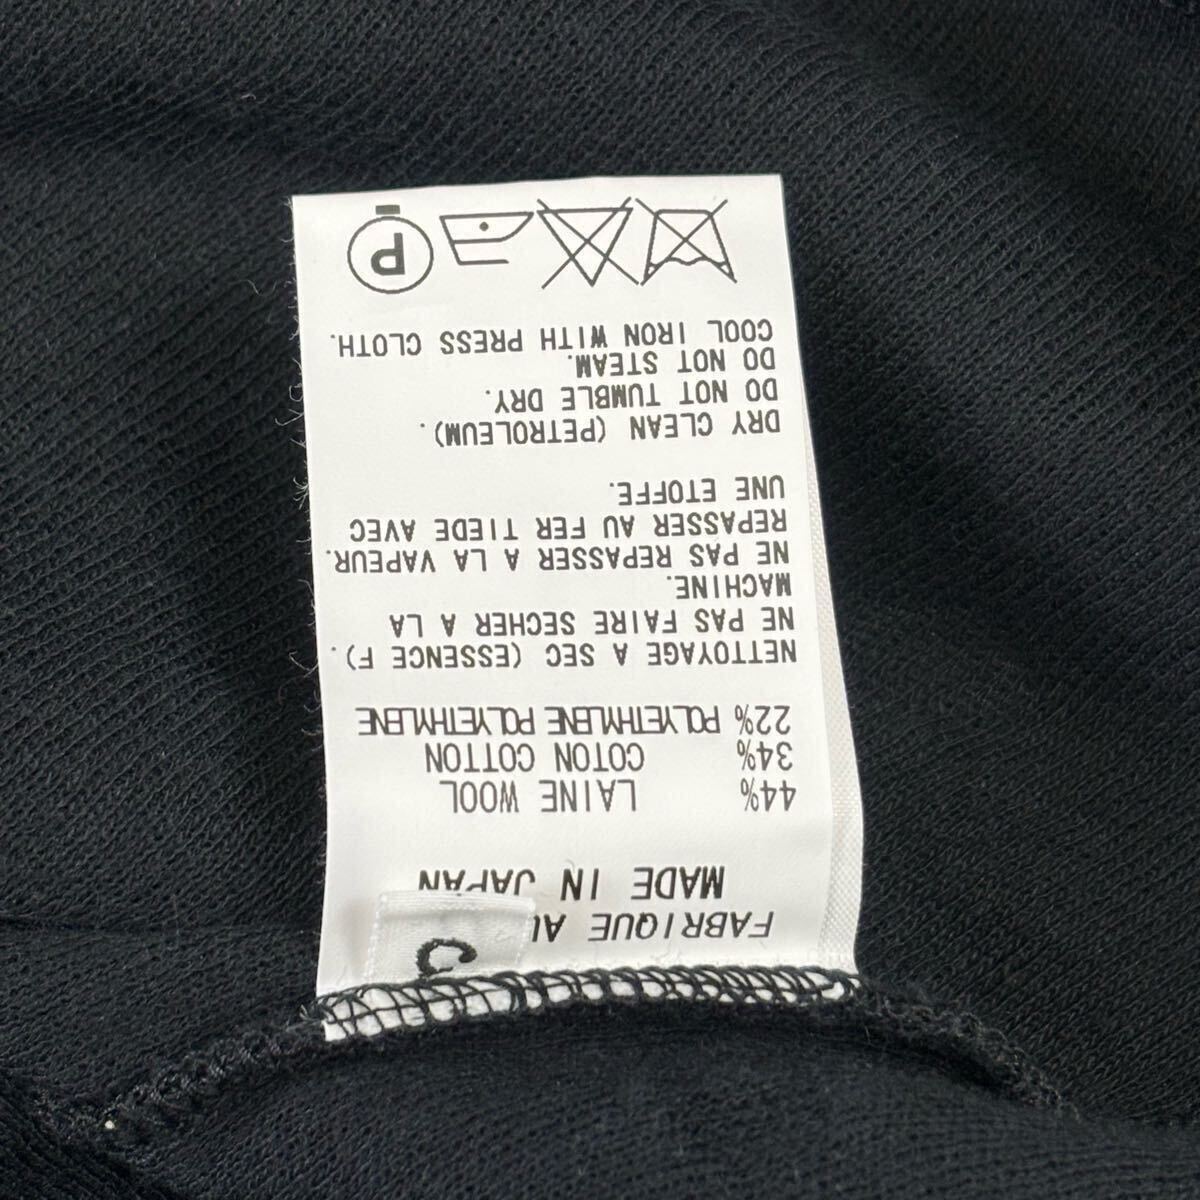 FABRIQUE AU
MADE IN JAPAN
44% LAINE WOOL
34% COTON COTTON
22% POLYETHYLENE POLYETHYLENE
NETTOYAGE A SEC (ESSENCE F).
NE PAS FAIRE SECHER A LA
MACHINE.
NE PAS REPASSER A LA VAPEUR.
REPASSER AU FER TIEDE AVEC
UNE ETOFFE.
DRY CLEAN (PETROLEUM).
DO NOT TUMBLE DRY.
DO NOT STEAM.
COOL IRON WITH PRESS CLOTH.
P